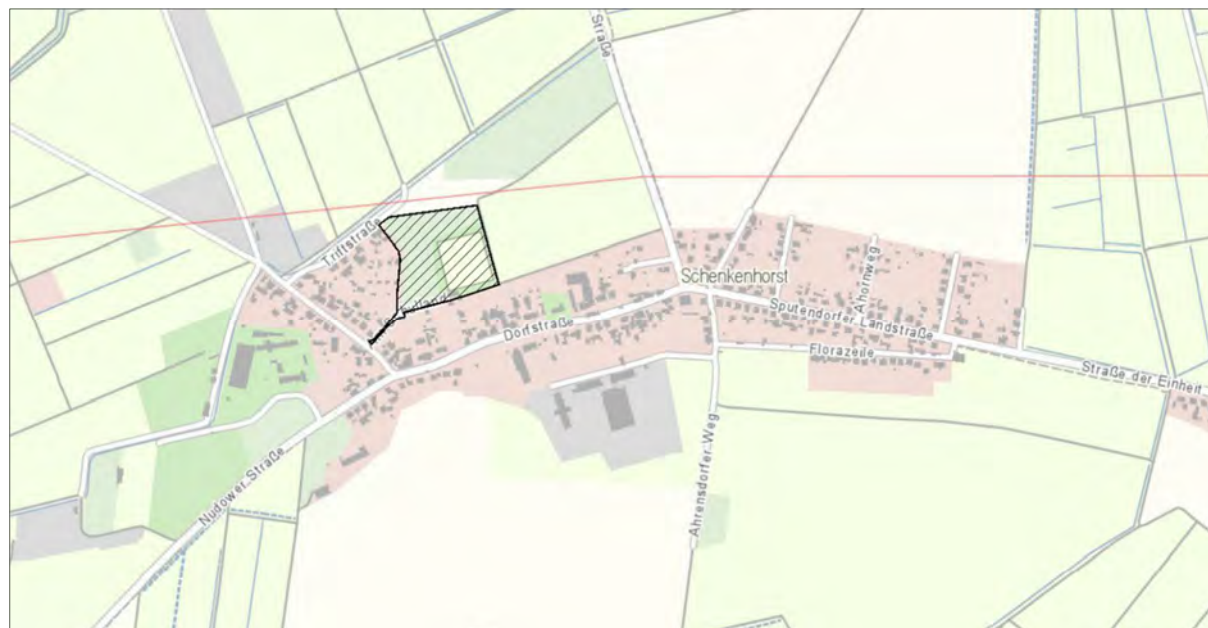 Straße
Triftstraße
Schenkenhorst
Ahornweg
Sputendorfer Landstraße
Dorfstraße
Florazeile
Straße der Einheit
Ahrensdorfer Weg
Nudower Straße